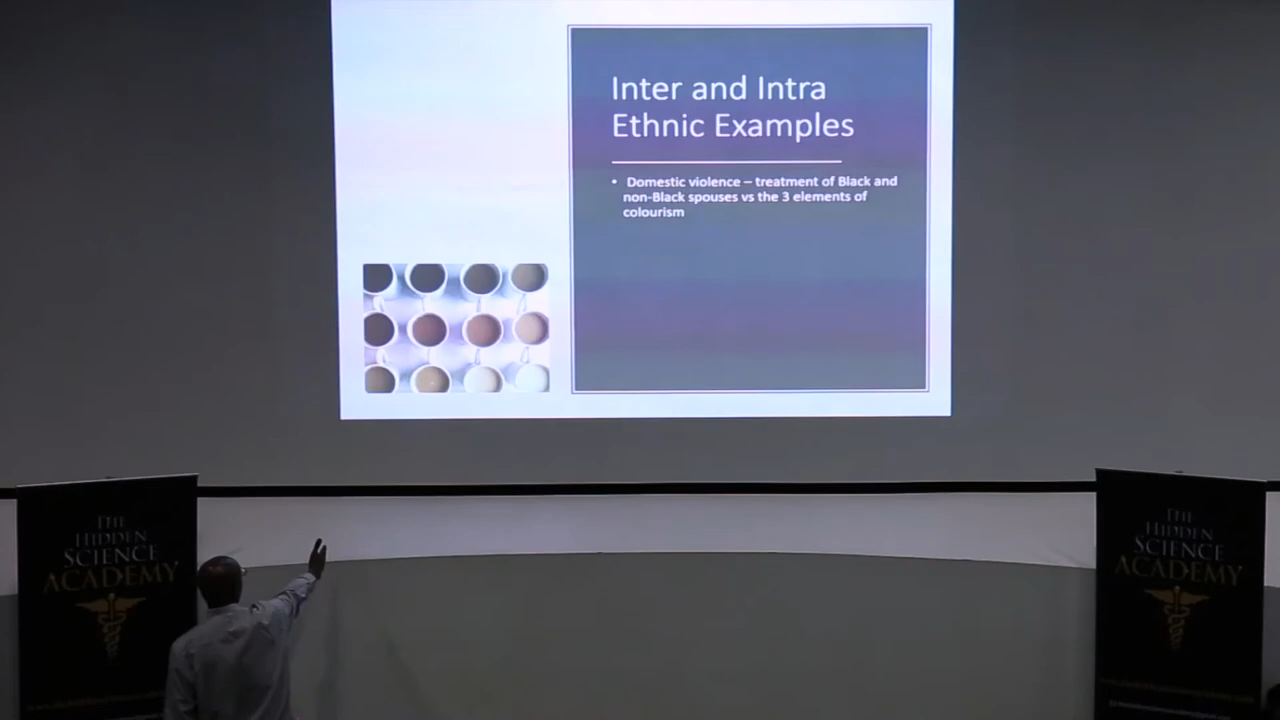 Inter and Intra
Ethnic Examples
• Domestic violence – treatment of Black and
non-Black spouses vs the 3 elements of
colourism
THE
HIDDEN
SCIENCE
ACADEMY
THE
HIDDEN
SCIENCE
ACADEMY